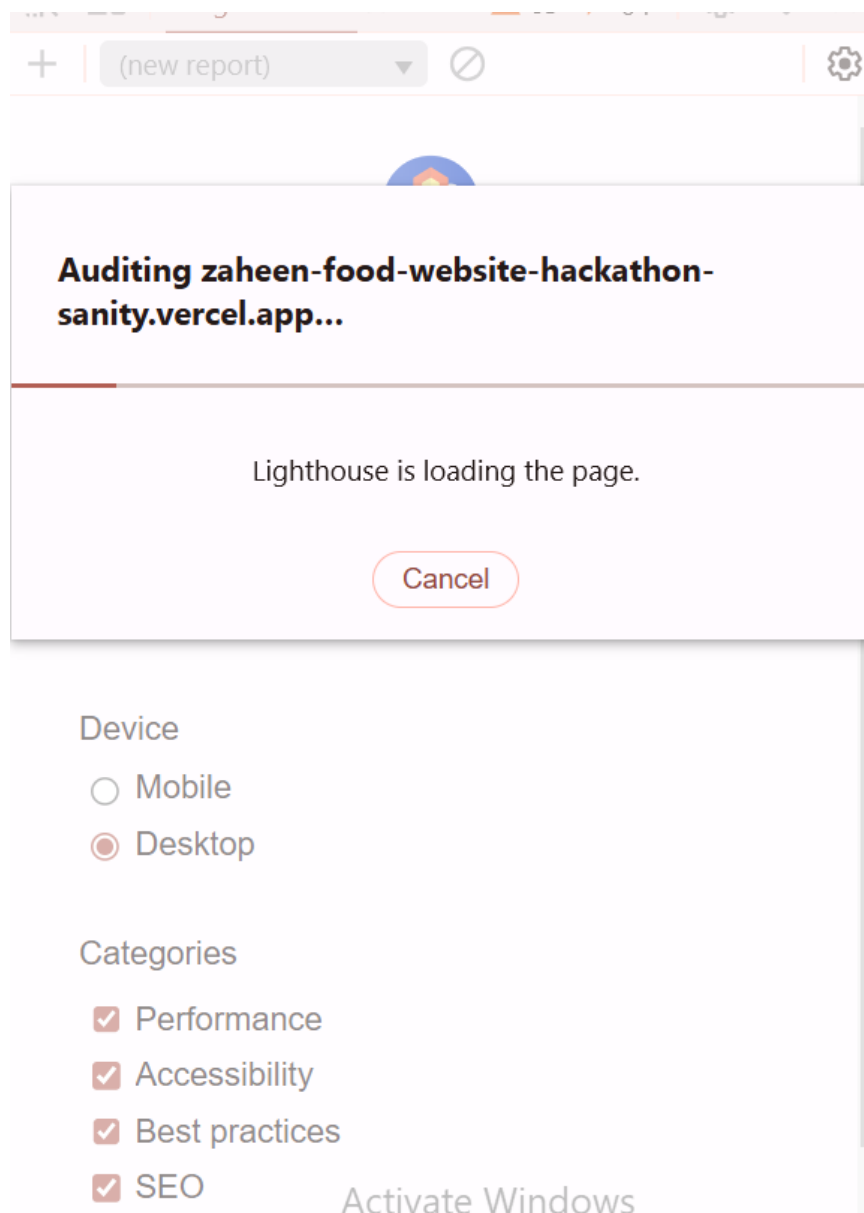 (new report)
Auditing zaheen-food-website-hackathon-
sanity.vercel.app...
Lighthouse is loading the page.
Cancel
Device
Mobile
Desktop
Categories
Performance
Accessibility
Best practices
SEO
Activate Windows